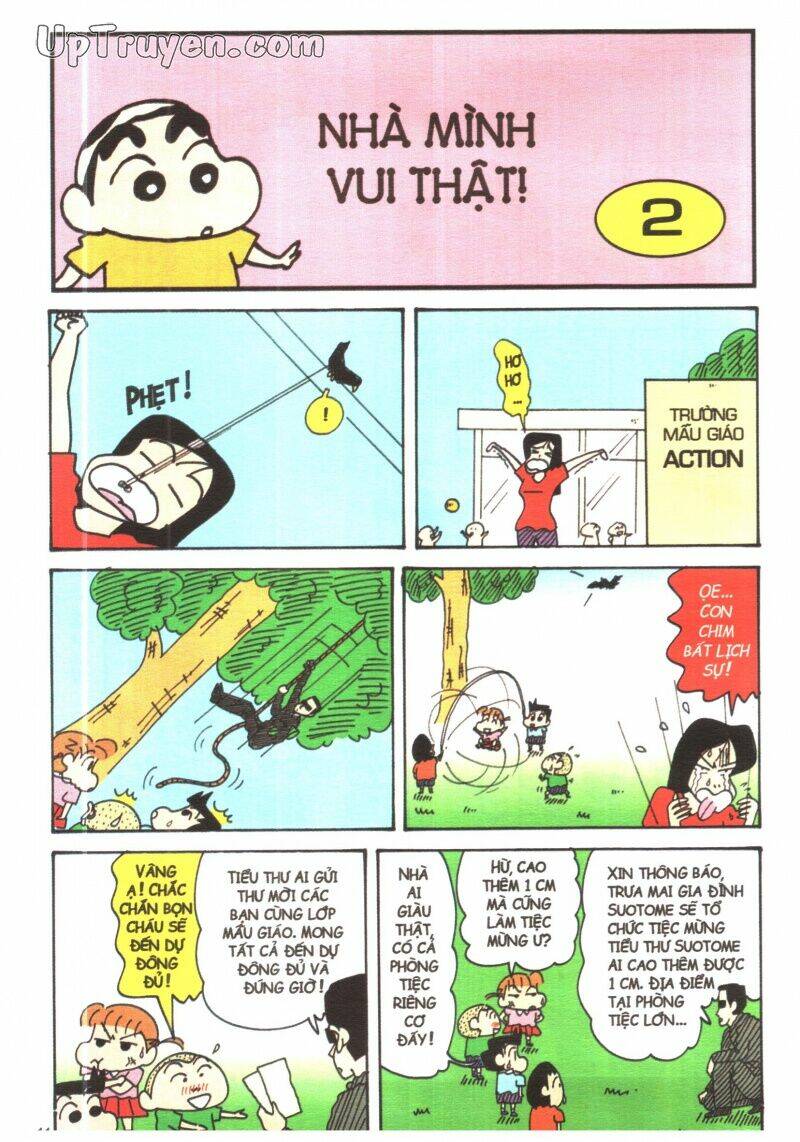 UpTruyen.com
NHÀ MÌNH
VUI THẬT!
2
HƠ
HƠ
...
TRƯỜNG
MẪU GIÁO
ACTION
PHẸT!
!
ỌE...
CON
CHIM
BẤT LỊCH
SỰ!
XIN THÔNG BÁO,
TRƯA MAI GIA ĐÌNH
SUOTOME SẼ TỔ
CHỨC TIỆC MỪNG
TIỂU THƯ SUOTOME
AI CAO THÊM ĐƯỢC
1 CM. ĐỊA ĐIỂM
TẠI PHÒNG
TIỆC LỚN...
HỪ, CAO
THÊM 1 CM
MÀ CŨNG
LÀM TIỆC
MỪNG Ư?
NHÀ
AI
GIÀU
THẬT,
CÓ CẢ
PHÒNG
TIỆC
RIÊNG
CƠ
ĐẤY!
TIỂU THƯ AI GỬI
THƯ MỜI CÁC
BẠN CÙNG LỚP
MẪU GIÁO. MONG
TẤT CẢ ĐẾN DỰ
ĐÔNG ĐỦ VÀ
ĐÚNG GIỜ!
VÂNG
Ạ! CHẮC
CHẮN BỌN
CHÁU SẼ
ĐẾN DỰ
ĐÔNG
ĐỦ!